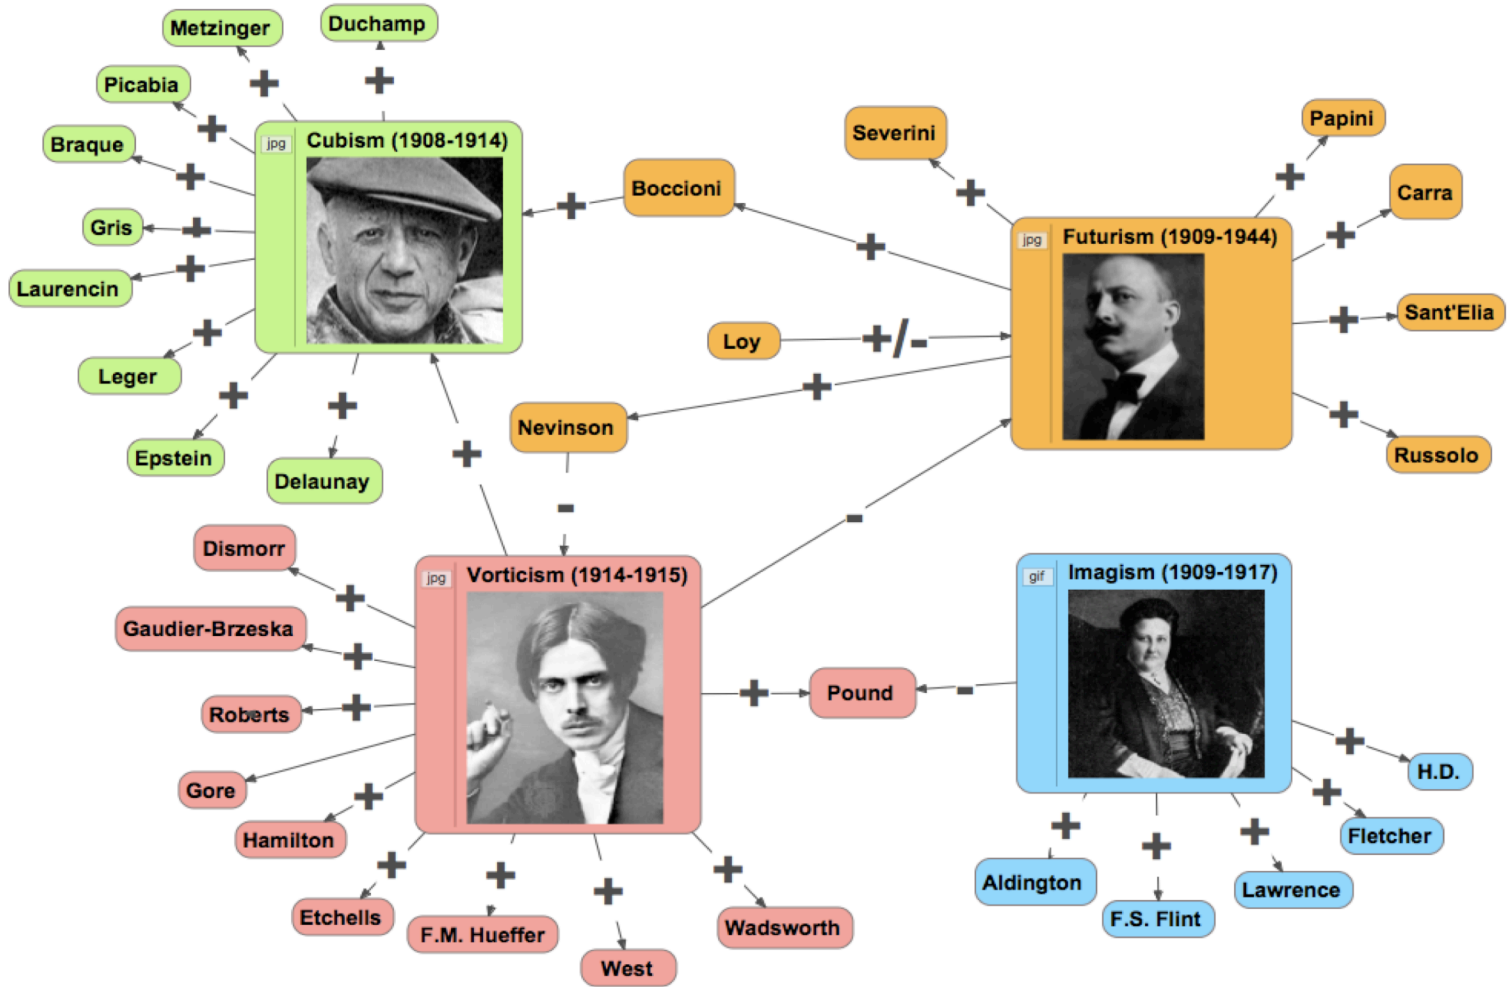 Metzinger
Duchamp
Picabia
Braque
Gris
Laurencin
Leger
Epstein
Delaunay
jpg
Cubism (1908-1914)
+
+
+
+
+
+
+
+
+
Boccioni
+
+
Severini
+
Papini
+
Carra
+
jpg
Futurism (1909-1944)
Loy
+/-
Sant'Elia
+
Nevinson
+
Russolo
+
+
-
-
Dismorr
+
jpg
Vorticism (1914-1915)
Gaudier-Brzeska
+
Roberts
+
Gore
Hamilton
+
Etchells
+
F.M. Hueffer
+
West
+
Wadsworth
+
+
Pound
-
gif
Imagism (1909-1917)
H.D.
+
Fletcher
+
Aldington
+
F.S. Flint
+
Lawrence
+